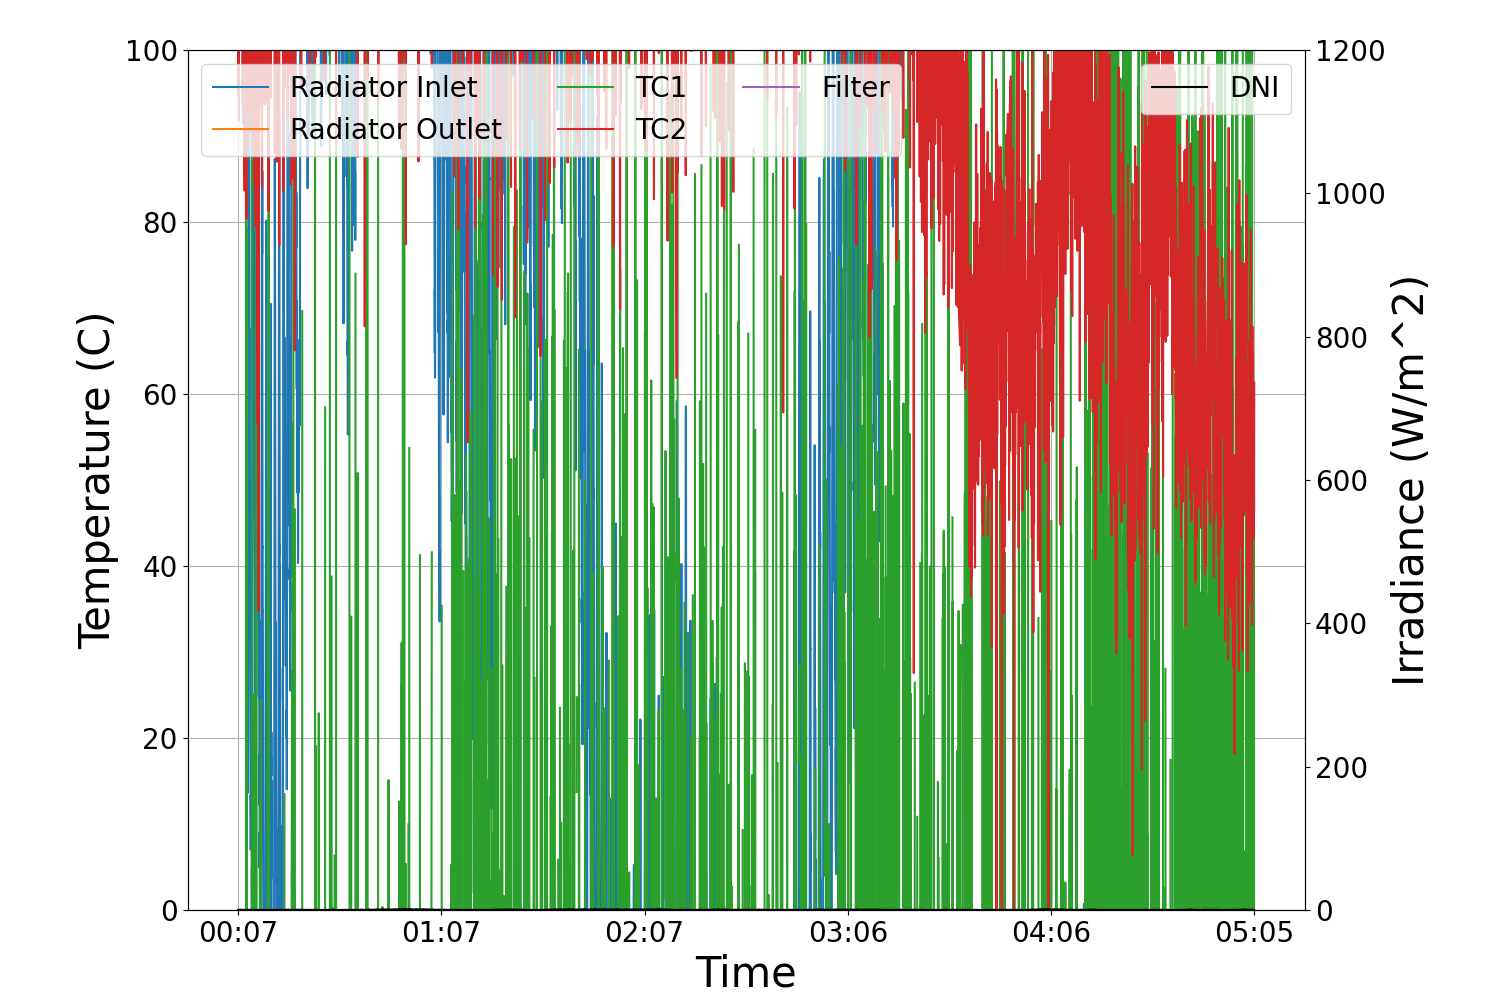 100
80
60
40
20
0
Temperature (C)
Radiator Inlet
Radiator Outlet
TC1
TC2
Filter
DNI
1200
1000
800
600
400
200
0
Irradiance (W/m^2)
00:07 01:07 02:07 03:06 04:06 05:05
Time